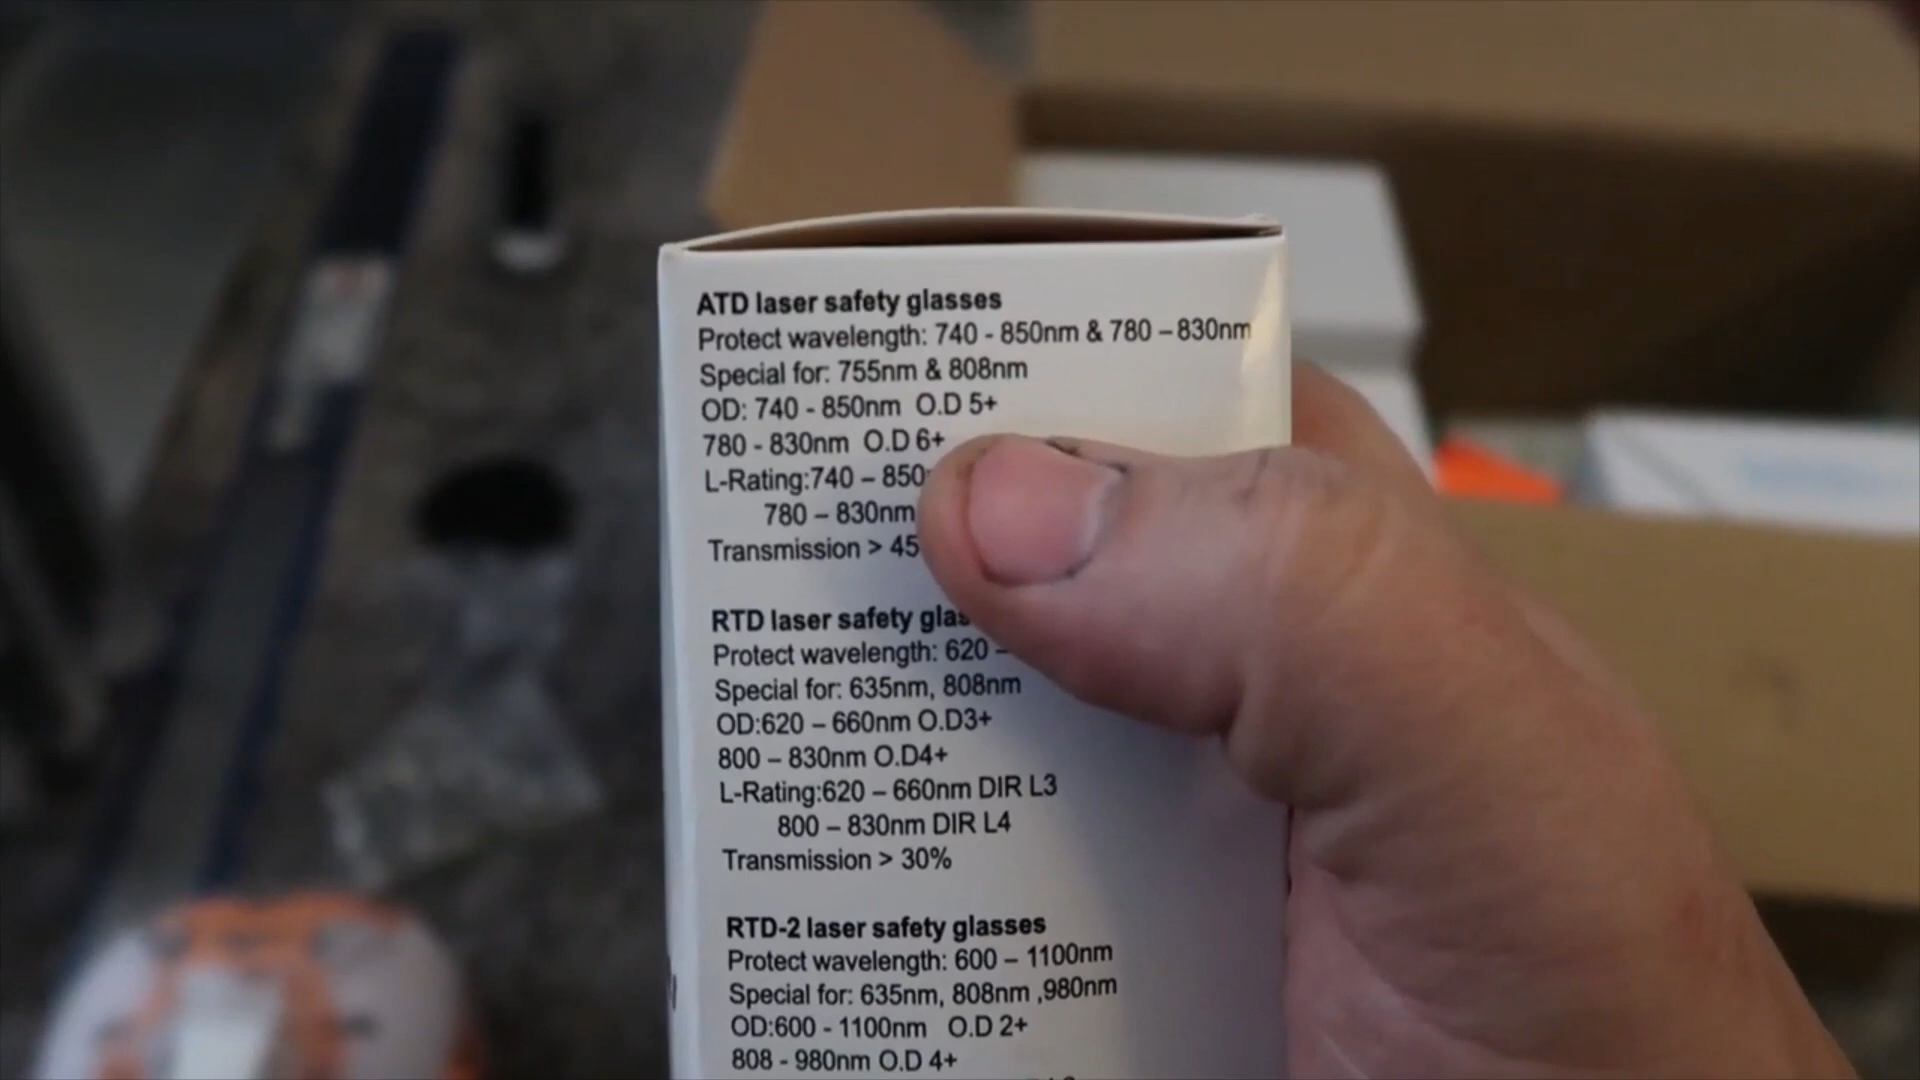 ATD laser safety glasses
Protect wavelength: 740 - 850nm & 780 – 830nm
Special for: 755nm & 808nm
OD: 740 - 850nm O.D 5+
780 - 830nm O.D 6+
L-Rating:740 – 850
780 – 830nm
Transmission > 45
RTD laser safety glas
Protect wavelength: 620 –
Special for: 635nm, 808nm
OD:620 – 660nm O.D3+
800 – 830nm O.D4+
L-Rating:620 – 660nm DIR L3
800 – 830nm DIR L4
Transmission > 30%
RTD-2 laser safety glasses
Protect wavelength: 600 – 1100nm
Special for: 635nm, 808nm ,980nm
OD:600 - 1100nm O.D 2+
808 - 980nm O.D 4+